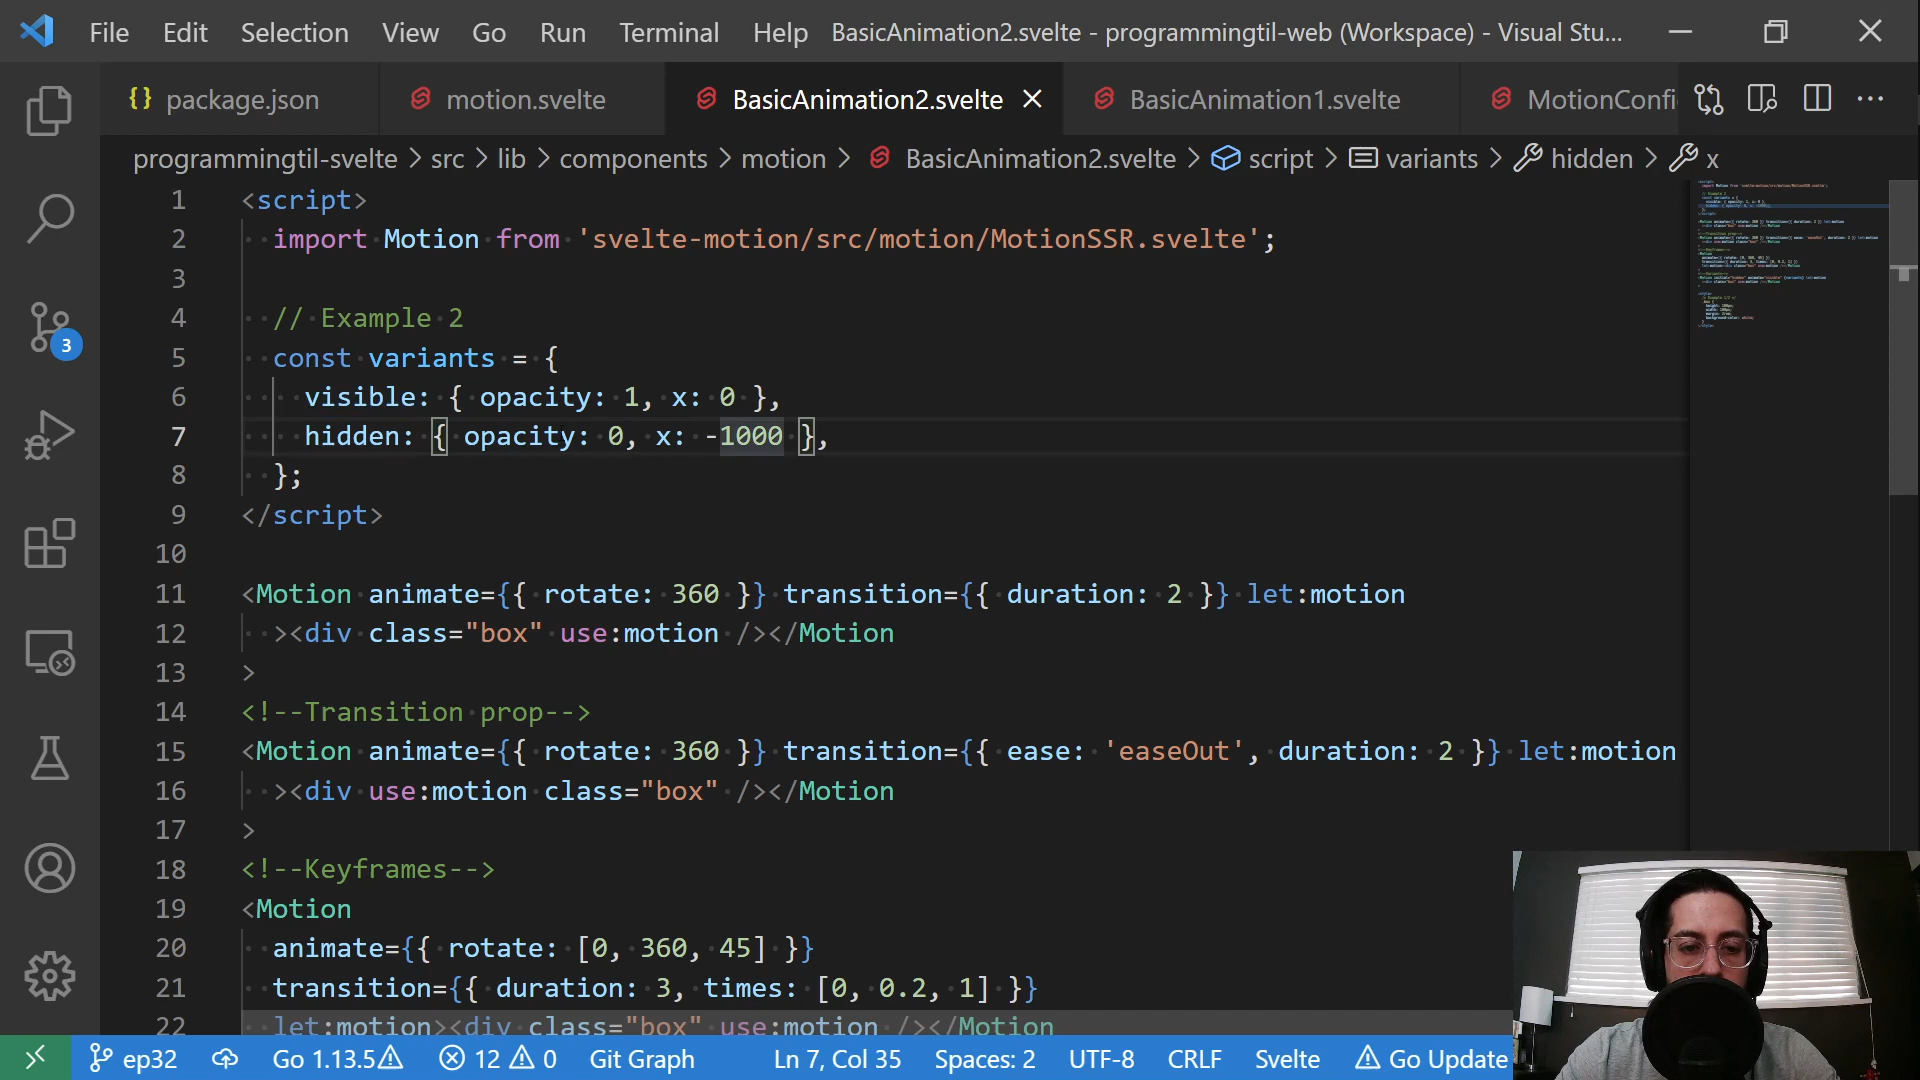 File Edit Selection View Go Run Terminal Help BasicAnimation2.svelte - programmingtil-web (Workspace) - Visual Stu...
{} package.json motion.svelte BasicAnimation2.svelte BasicAnimation1.svelte MotionConfi
programmingtil-svelte > src > lib > components > motion > BasicAnimation2.svelte > script > variants > hidden > x
1 <script>
2 import Motion from 'svelte-motion/src/motion/MotionSSR.svelte';
3
4 // Example 2
5 const variants = {
6 visible: { opacity: 1, x: 0 },
7 hidden: { opacity: 0, x: -1000 },
8 };
9 </script>
10
11 <Motion animate={{ rotate: 360 }} transition={{ duration: 2 }} let:motion
12 ><div class="box" use:motion /></Motion
13 >
14 <!--Transition prop-->
15 <Motion animate={{ rotate: 360 }} transition={{ ease: 'easeOut', duration: 2 }} let:motion
16 ><div use:motion class="box" /></Motion
17 >
18 <!--Keyframes-->
19 <Motion
20 animate={{ rotate: [0, 360, 45] }}
21 transition={{ duration: 3, times: [0, 0.2, 1] }}
22 let:motion><div class="box" use:motion /></Motion
3
ep32 Go 1.13.5 12 0 Git Graph Ln 7, Col 35 Spaces: 2 UTF-8 CRLF Svelte Go Update